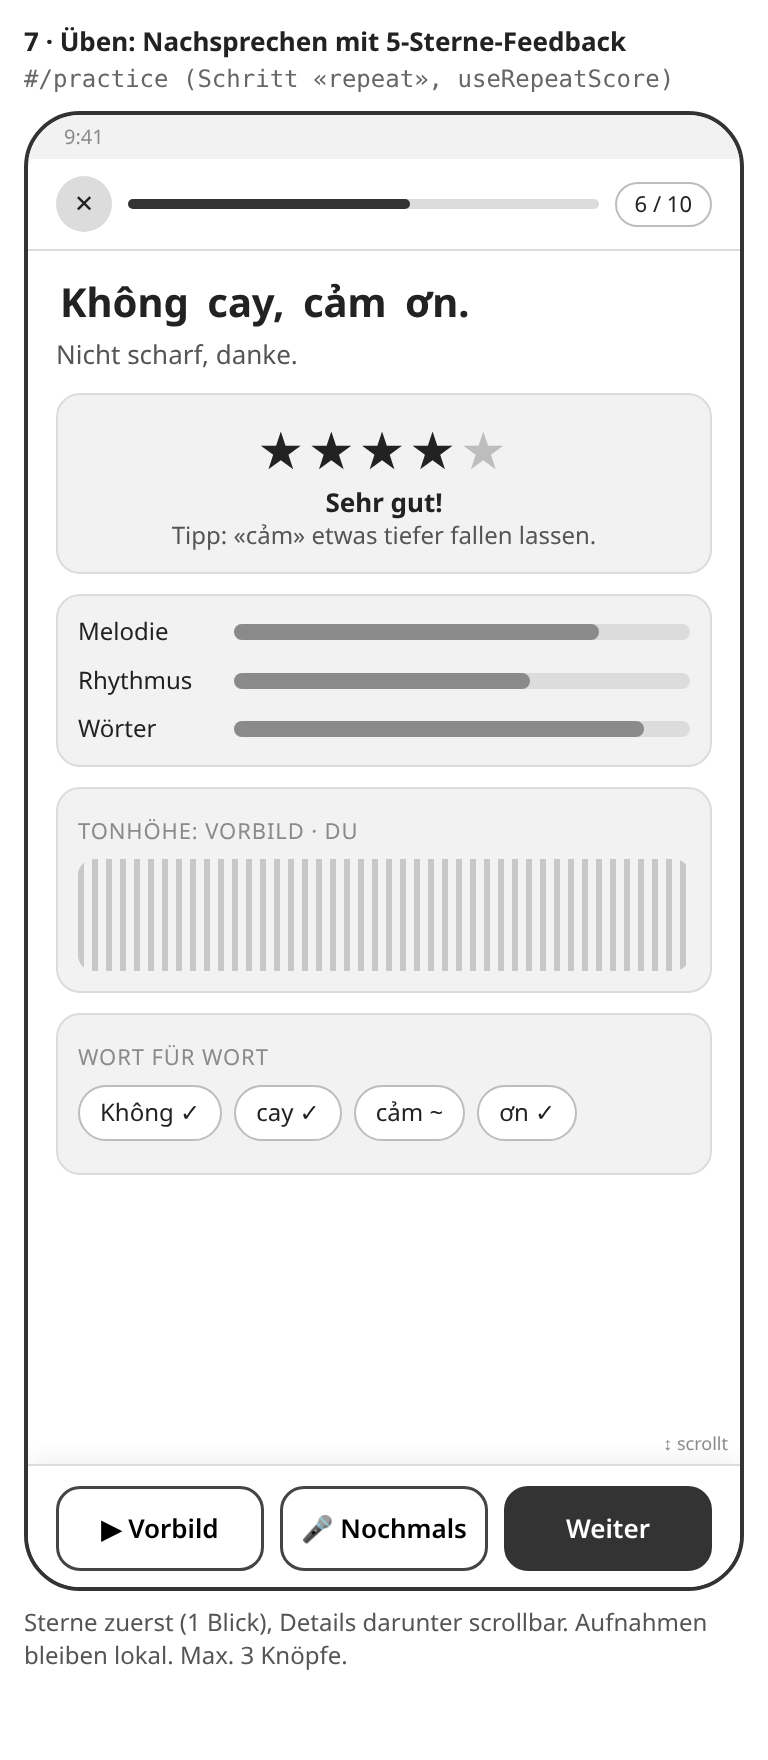 7 · Üben: Nachsprechen mit 5-Sterne-Feedback
#/practice (Schritt «repeat», useRepeatScore)
9:41
✕
6 / 10
Không cay, cảm ơn.
Nicht scharf, danke.
★★★★★
Sehr gut!
Tipp: «cảm» etwas tiefer fallen lassen.
Melodie
Rhythmus
Wörter
TONHÖHE: VORBILD · DU
WORT FÜR WORT
Không ✓ cay ✓ cảm ~ ơn ✓
↕ scrollt
▶ Vorbild 🎤 Nochmals Weiter
Sterne zuerst (1 Blick), Details darunter scrollbar. Aufnahmen
bleiben lokal. Max. 3 Knöpfe.